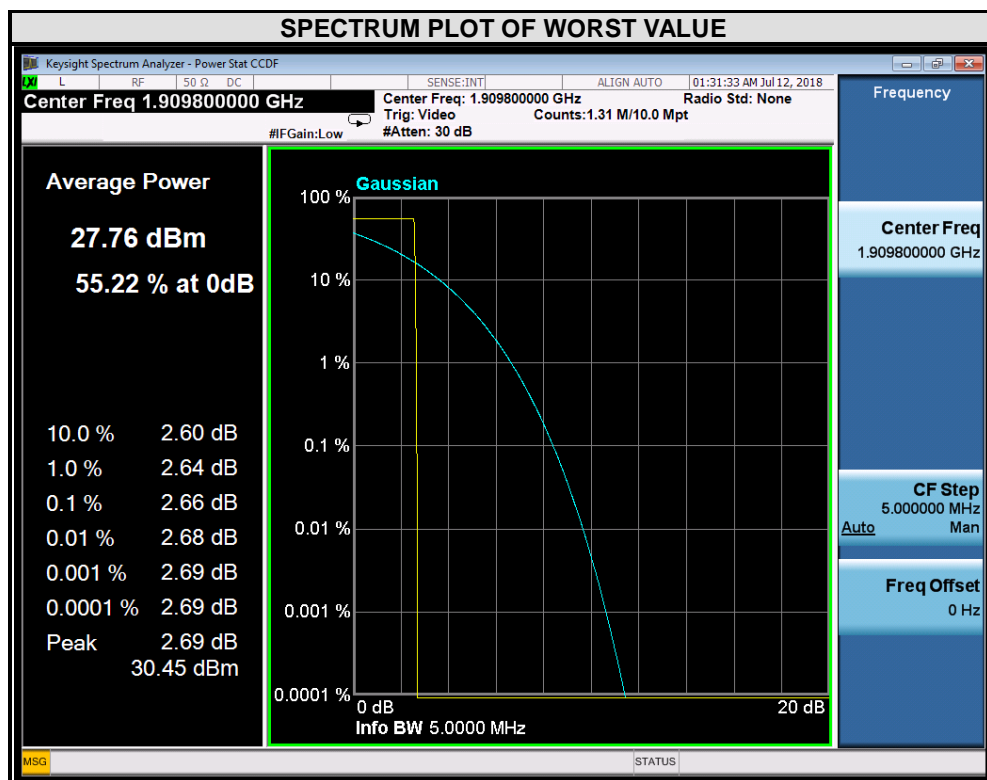 SPECTRUM PLOT OF WORST VALUE
Keysight Spectrum Analyzer - Power Stat CCDF
LXI L RF 50 Ω DC SENSE:INT ALIGN AUTO 01:31:33 AM Jul 12, 2018
Center Freq 1.909800000 GHz
#IFGain:Low
Center Freq: 1.909800000 GHz Radio Std: None
Trig: Video Counts:1.31 M/10.0 Mpt
#Atten: 30 dB
Average Power
27.76 dBm
55.22 % at 0dB
10.0 % 2.60 dB
1.0 % 2.64 dB
0.1 % 2.66 dB
0.01 % 2.68 dB
0.001 % 2.69 dB
0.0001 % 2.69 dB
Peak 2.69 dB
30.45 dBm
Gaussian
100 %
10 %
1 %
0.1 %
0.01 %
0.001 %
0.0001 %
0 dB 20 dB
Info BW 5.0000 MHz
Frequency
Center Freq
1.909800000 GHz
CF Step
5.000000 MHz
Auto Man
Freq Offset
0 Hz
MSG STATUS